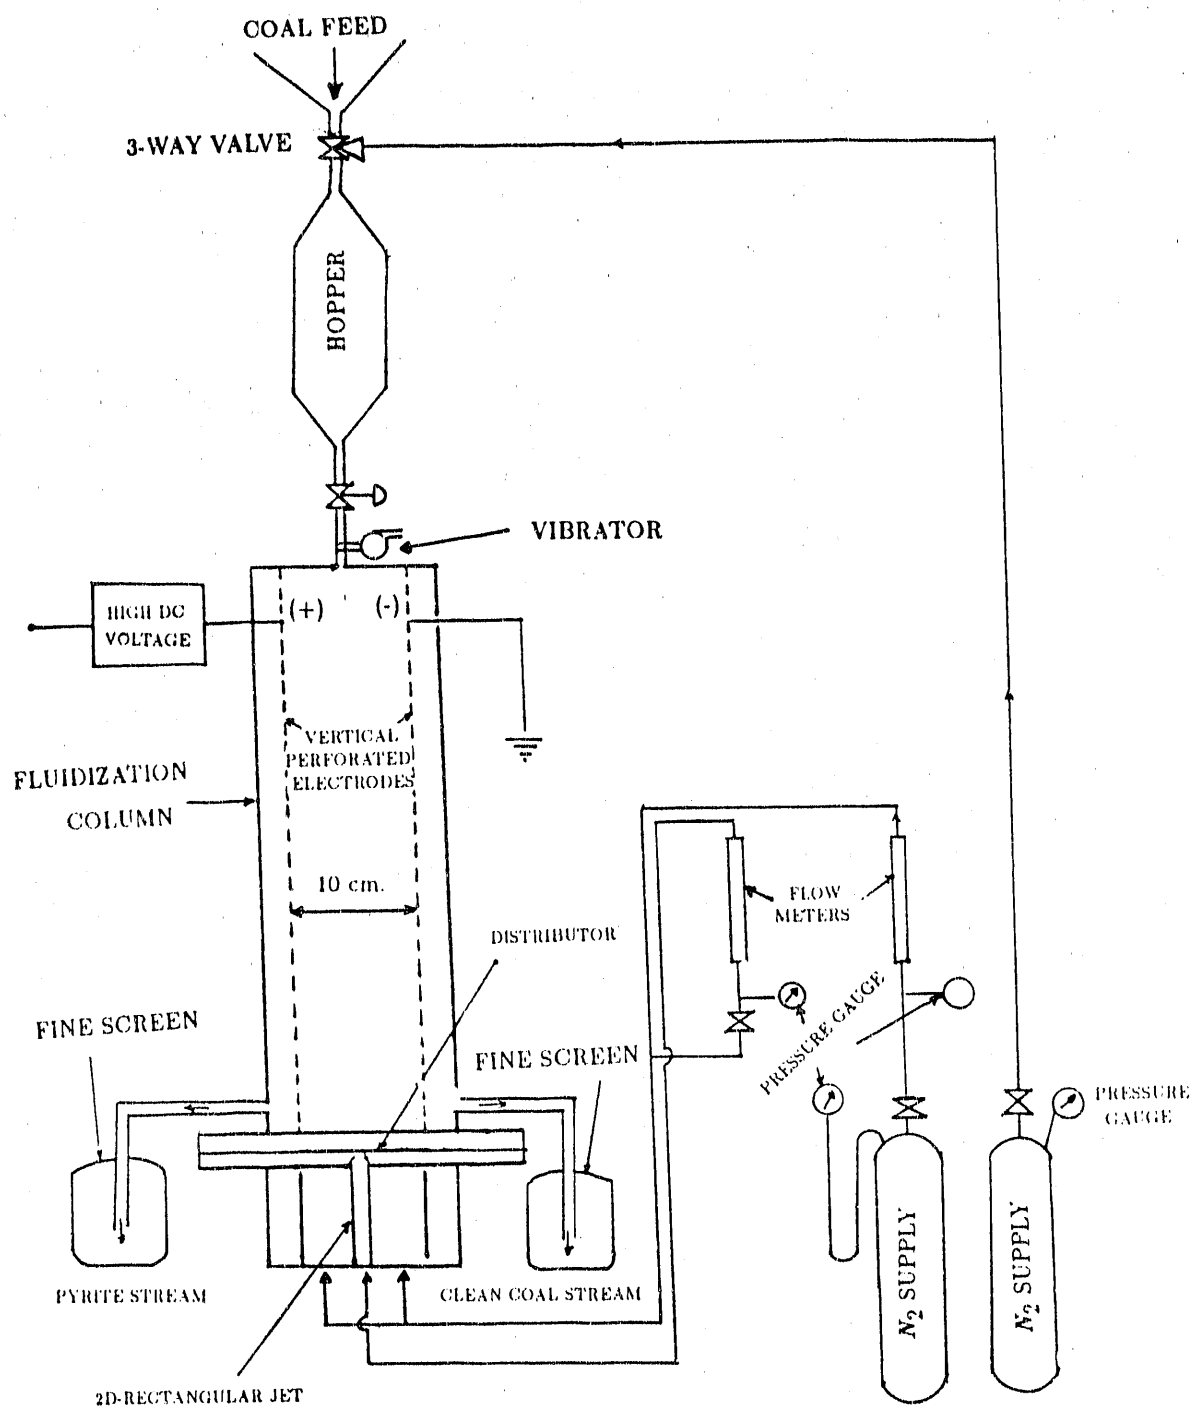 COAL FEED
3-WAY VALVE
HOPPER
VIBRATOR
HIGH DC
VOLTAGE
(+)
(-)
VERTICAL
PERFORATED
ELECTRODES
FLUIDIZATION
COLUMN
10 cm.
FLOW
METERS
DISTRIBUTOR
PRESSURE GAUGE
FINE SCREEN
FINE SCREEN
PRESSURE
GAUGE
N2 SUPPLY
N2 SUPPLY
PYRITE STREAM
CLEAN COAL STREAM
2D-RECTANGULAR JET